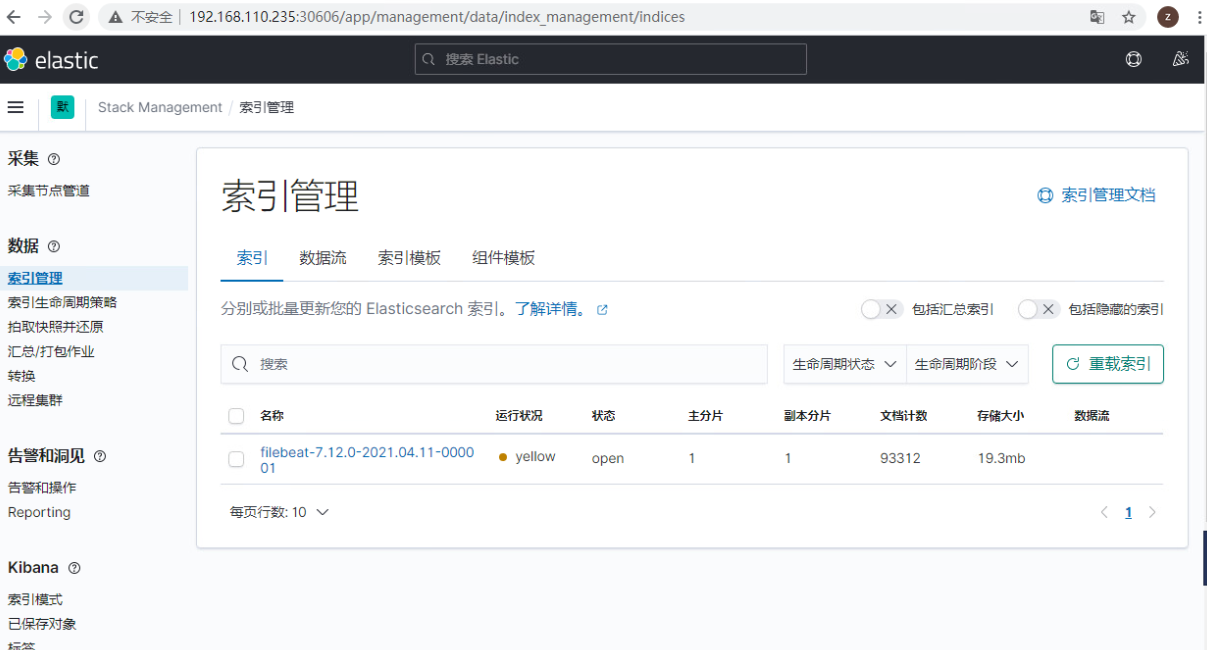 不安全 192.168.110.235:30606/app/management/data/index_management/indices
Z
elastic
搜索 Elastic
默 Stack Management / 索引管理
采集
采集节点管道
数据
索引管理
索引生命周期策略
拍取快照并还原
汇总/打包作业
转换
远程集群
告警和洞见
告警和操作
Reporting
Kibana
索引模式
已保存对象
标签
索引管理
索引管理文档
索引 数据流 索引模板 组件模板
分别或批量更新您的 Elasticsearch 索引。了解详情。 包括汇总索引 包括隐藏的索引
搜索 生命周期状态 生命周期阶段 重载索引
名称 运行状况 状态 主分片 副本分片 文档计数 存储大小 数据流
filebeat-7.12.0-2021.04.11-0000
01
yellow open 1 1 93312 19.3mb
每页行数: 10 1